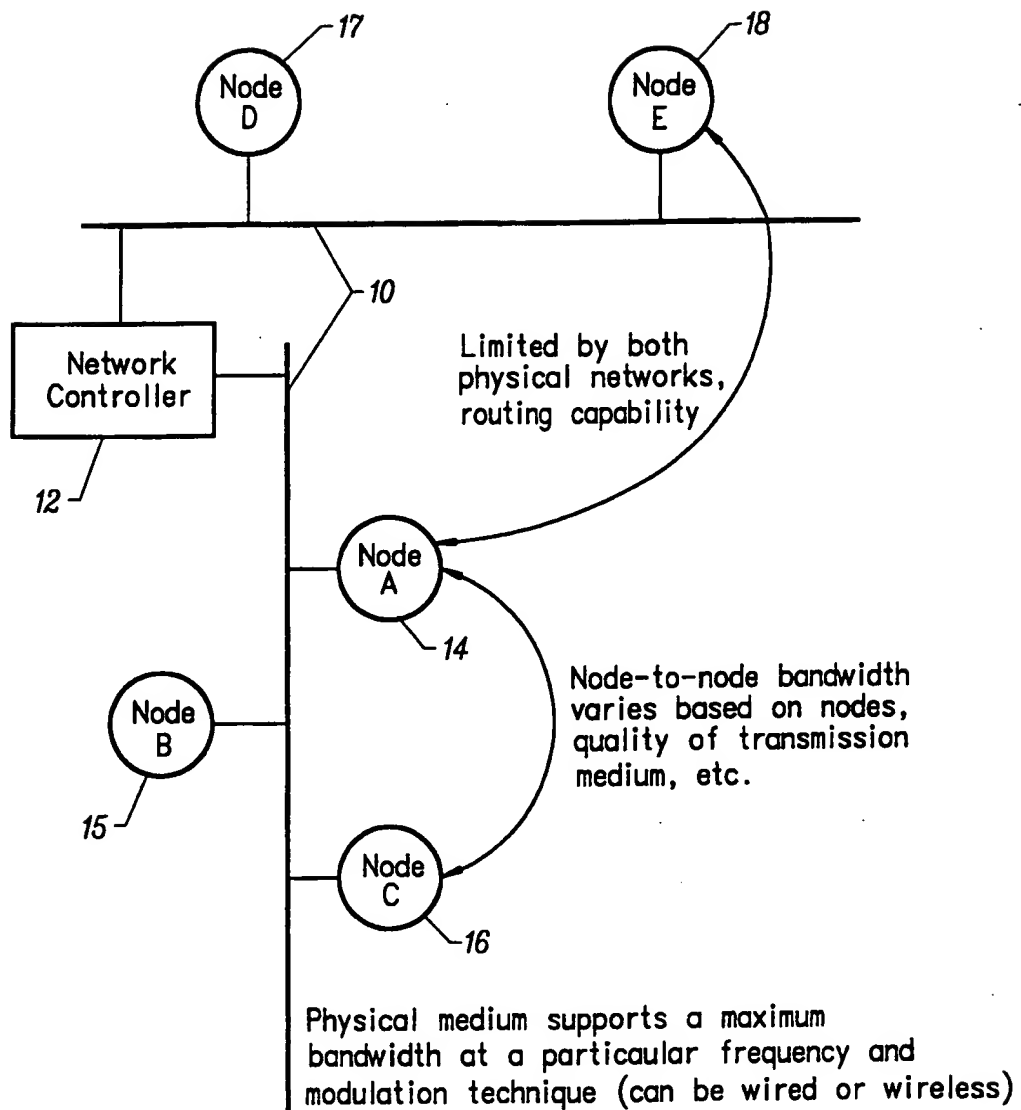 17
18
Node
D
Node
E
10
Network
Controller
12
Limited by both
physical networks,
routing capability
Node
A
14
Node-to-node bandwidth
varies based on nodes,
quality of transmission
medium, etc.
Node
B
15
Node
C
16
Physical medium supports a maximum
bandwidth at a particaular frequency and
modulation technique (can be wired or wireless)